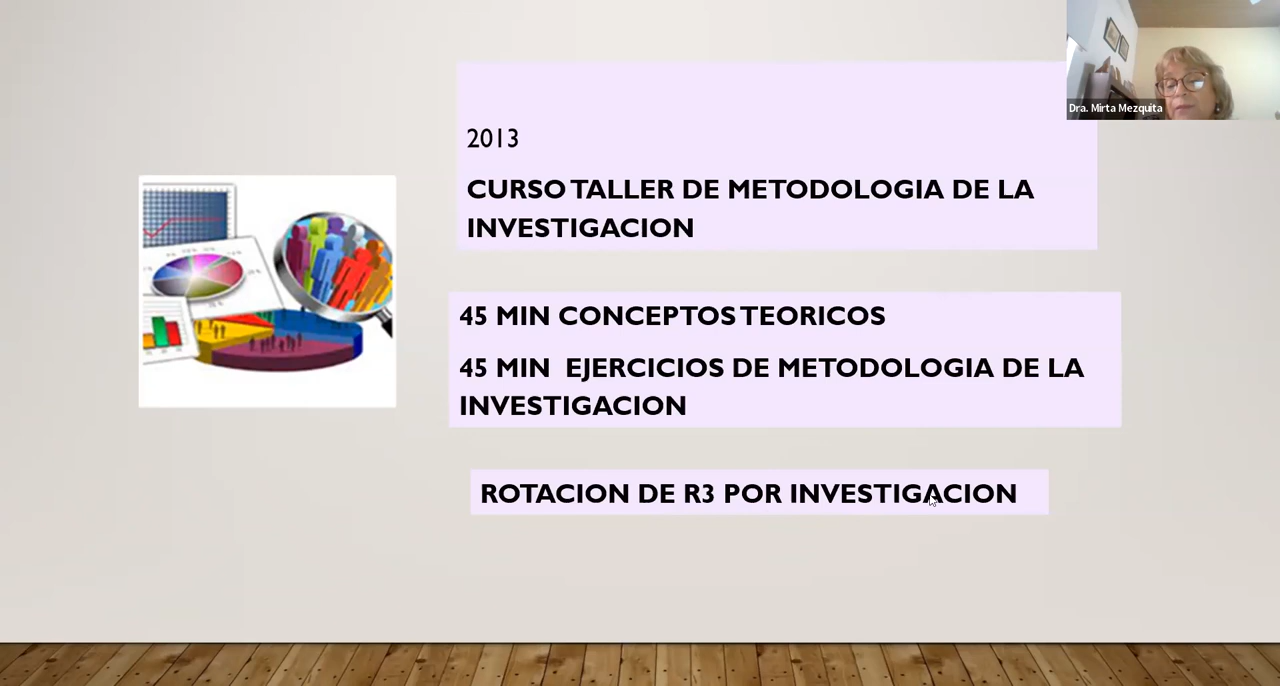 Dra. Mirta Mezquita
2013
CURSO TALLER DE METODOLOGIA DE LA
INVESTIGACION
45 MIN CONCEPTOS TEORICOS
45 MIN  EJERCICIOS DE METODOLOGIA DE LA
INVESTIGACION
ROTACION DE R3 POR INVESTIGACION